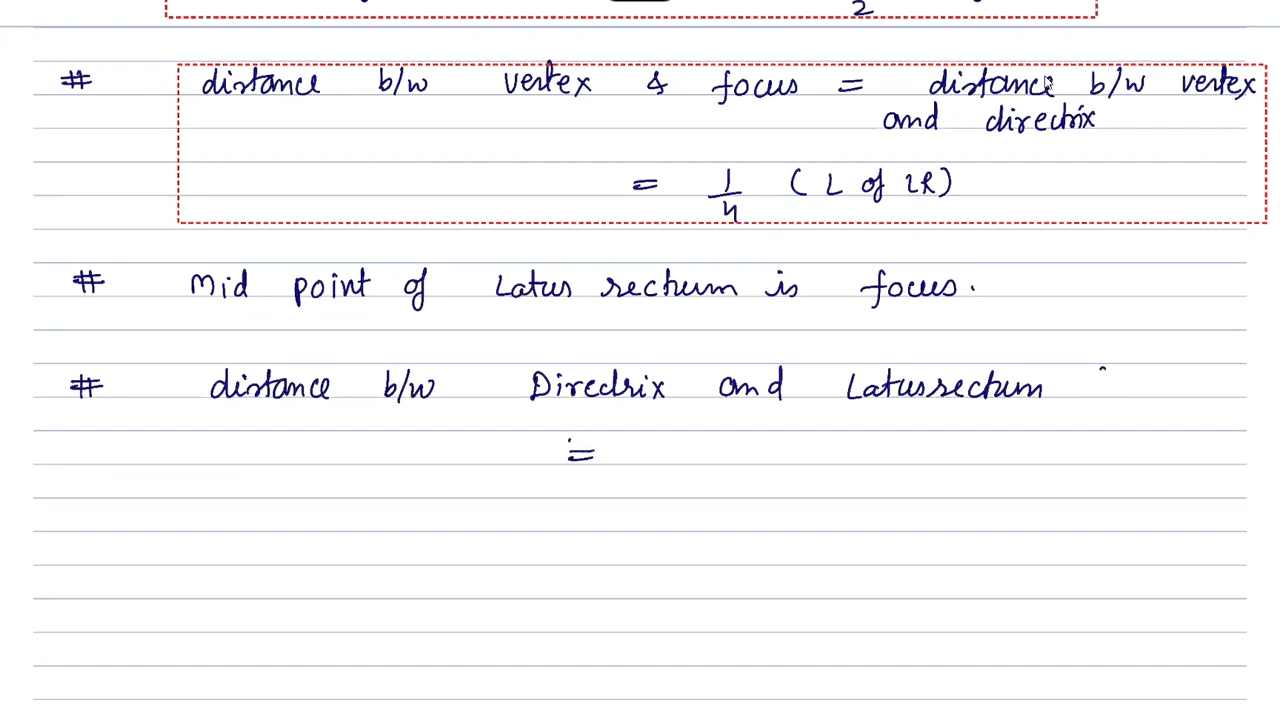 2
# distance b/w vertex & focus = distance b/w vertex
and directrix
= 1/4 (L of LR)
# Mid point of Latus rectum is focus.
# distance b/w Directrix and Latusrectum
=